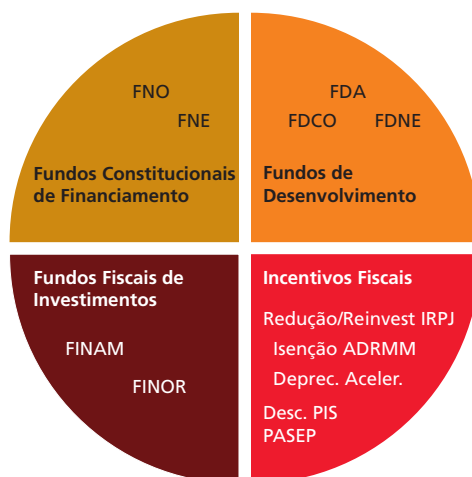 FNO
FNE
Fundos Constitucionais
de Financiamento
FDA
FDCO FDNE
Fundos de
Desenvolvimento
Fundos Fiscais de
Investimentos
FINAM
FINOR
Incentivos Fiscais
Redução/Reinvest IRPJ
Isenção ADRMM
Deprec. Aceler.
Desc. PIS
PASEP